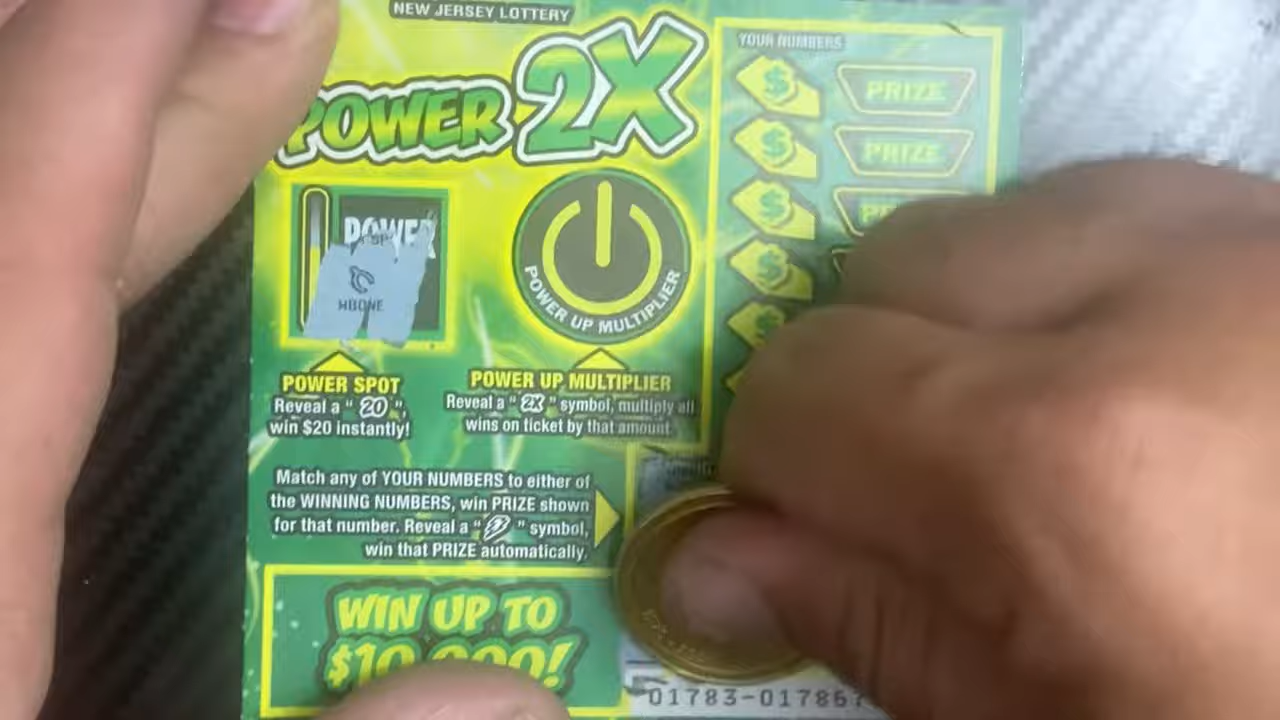 NEW JERSEY LOTTERY
POWER 2X
YOUR NUMBERS
$ PRIZE
$ PRIZE
$
$
$
POWER
WBONE
POWER UP MULTIPLIER
POWER SPOT
Reveal a “ 20 ”,
win $20 instantly!
POWER UP MULTIPLIER
Reveal a “ 2X ” symbol, multiply all
wins on ticket by that amount.
Match any of YOUR NUMBERS to either of
the WINNING NUMBERS, win PRIZE shown
for that number. Reveal a “ ” symbol,
win that PRIZE automatically.
WIN UP TO
$10,000!